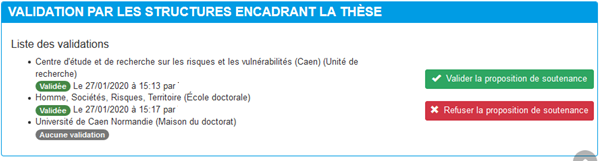 VALIDATION PAR LES STRUCTURES ENCADRANT LA THÈSE
Liste des validations
Centre d'étude et de recherche sur les risques et les vulnérabilités (Caen) (Unité de
recherche)
Validée Le 27/01/2020 à 15:13 par
Homme, Sociétés, Risques, Territoire (École doctorale)
Validée Le 27/01/2020 à 15:17 par
Université de Caen Normandie (Maison du doctorat)
Aucune validation
Valider la proposition de soutenance
Refuser la proposition de soutenance